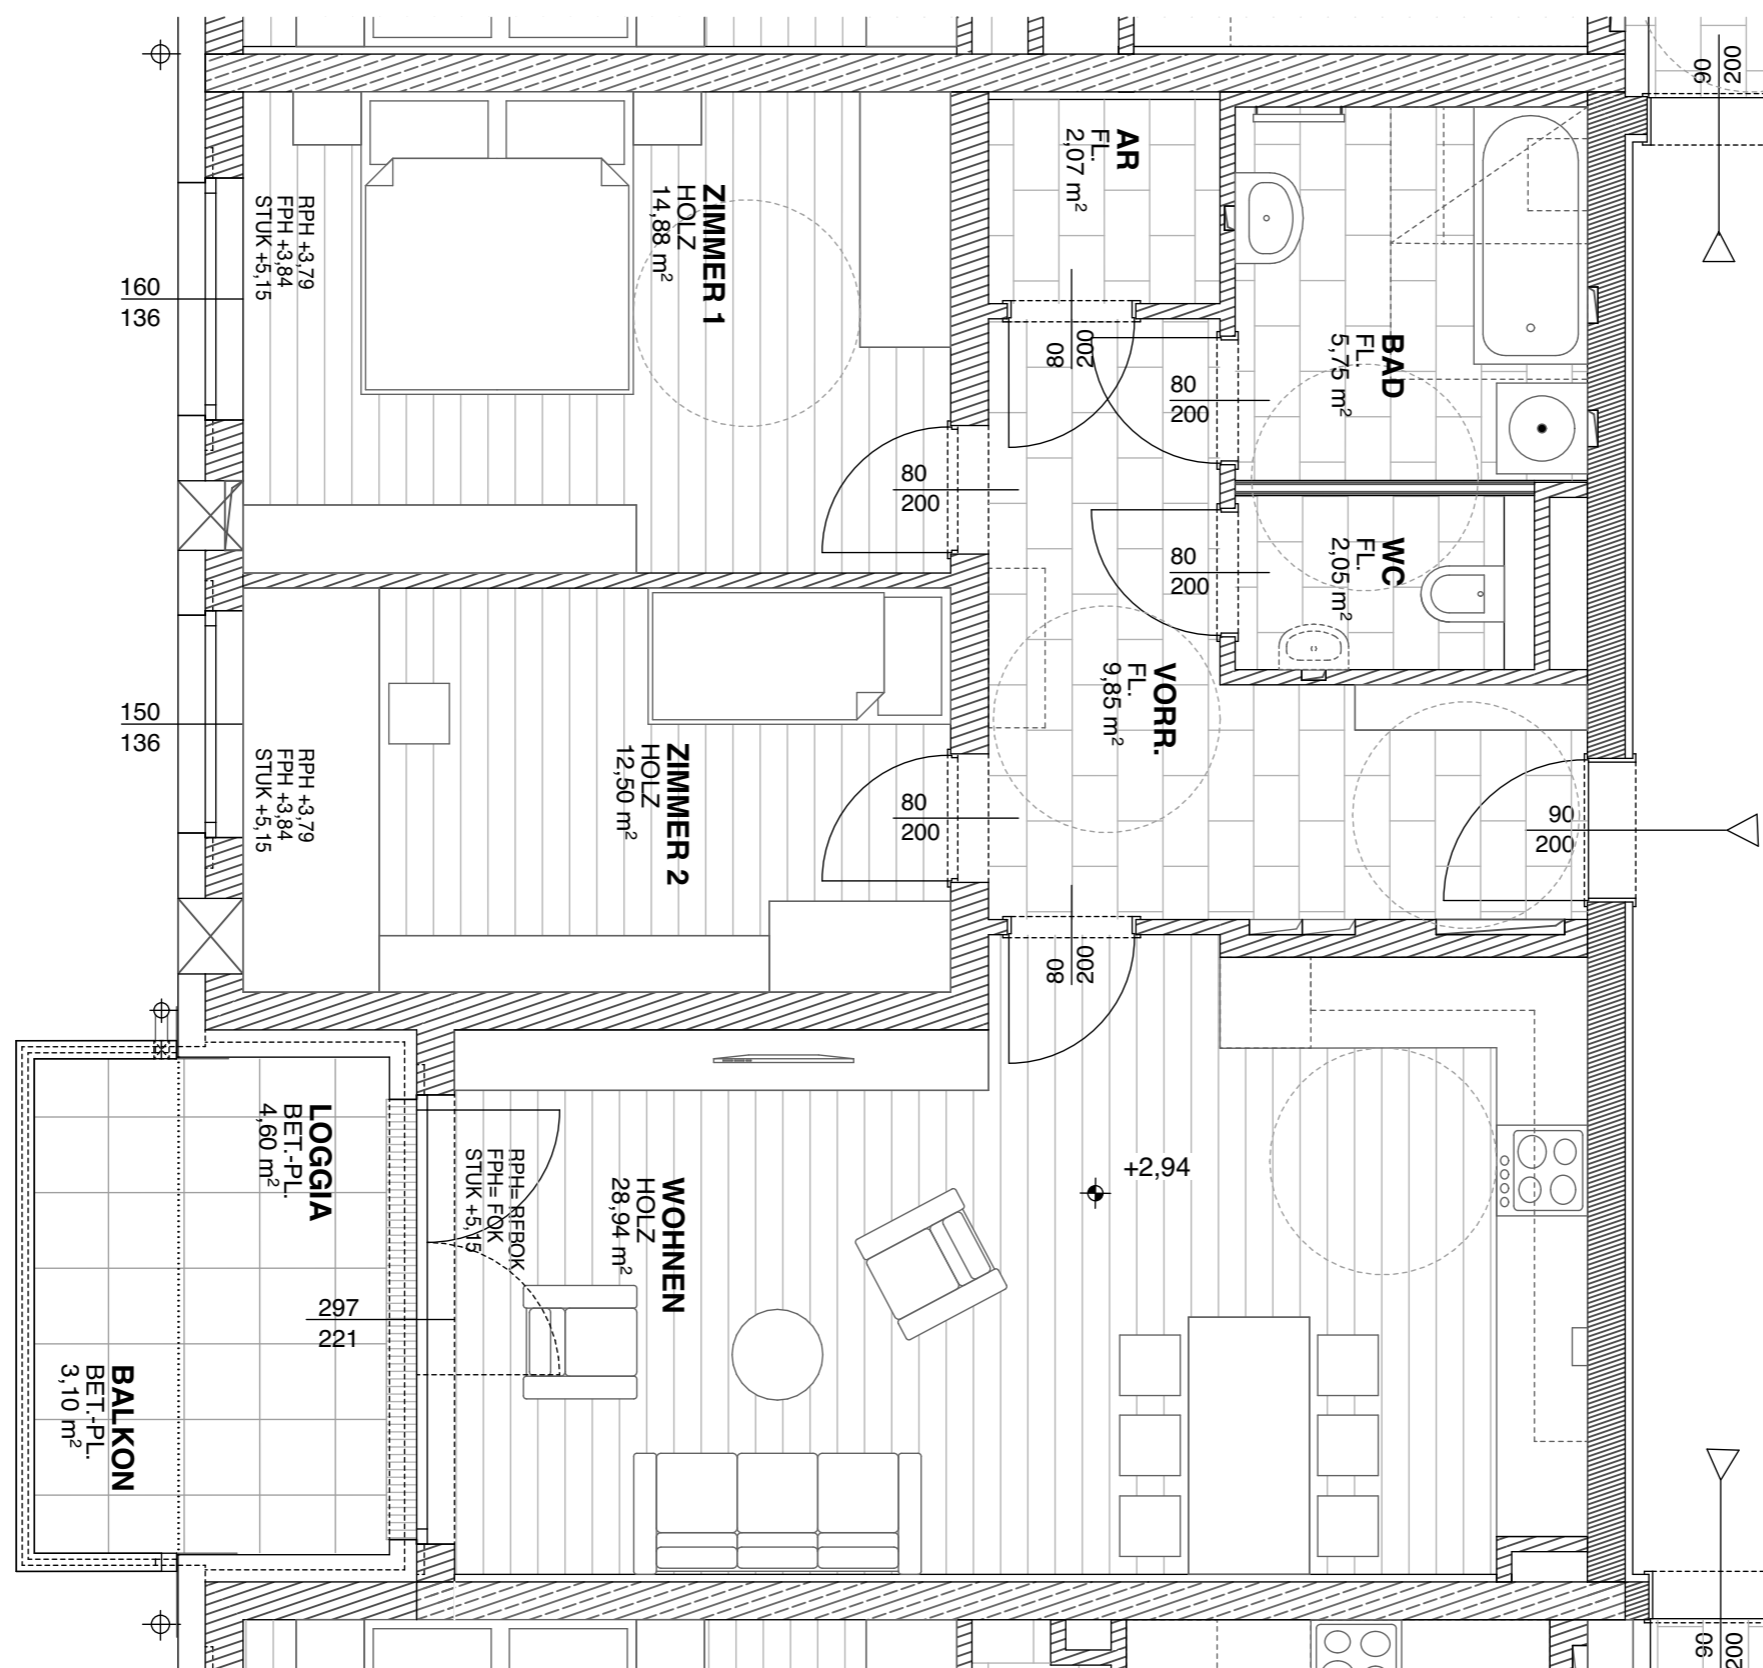 90
200
AR
FL.
2,07 m²
ZIMMER 1
HOLZ
14,88 m²
RPH +3,79
FPH +3,84
STUK +5,15
160
136
80
200
80
200
BAD
FL.
5,75 m²
80
200
80
200
WC
FL.
2,05 m²
VORR.
FL.
9,85 m²
150
136
RPH +3,79
FPH +3,84
STUK +5,15
ZIMMER 2
HOLZ
12,50 m²
80
200
90
200
80
200
LOGGIA
BET.-PL.
4,60 m²
RPH= RFBOK
FPH= FOK
STUK +5,15
WOHNEN
HOLZ
28,94 m²
+2,94
297
221
BALKON
BET.-PL.
3,10 m²
90
200